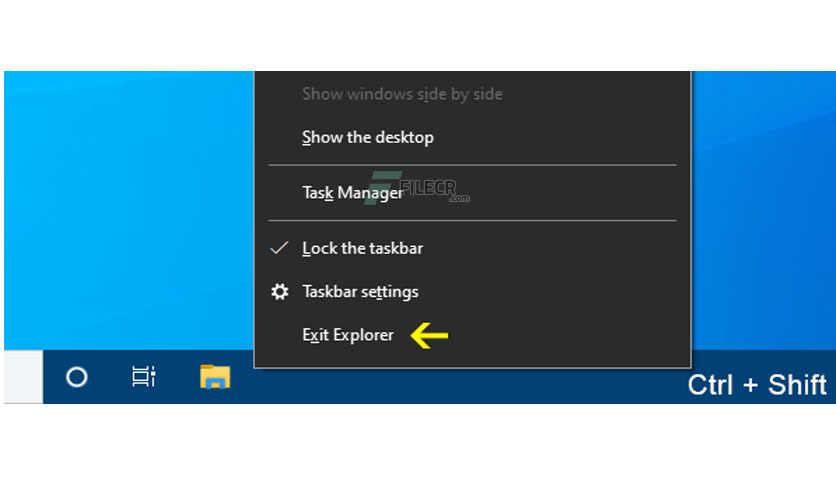 Show windows side by side
Show the desktop
Task Manager
FILECR
.com
Lock the taskbar
Taskbar settings
Exit Explorer
Ctrl + Shift